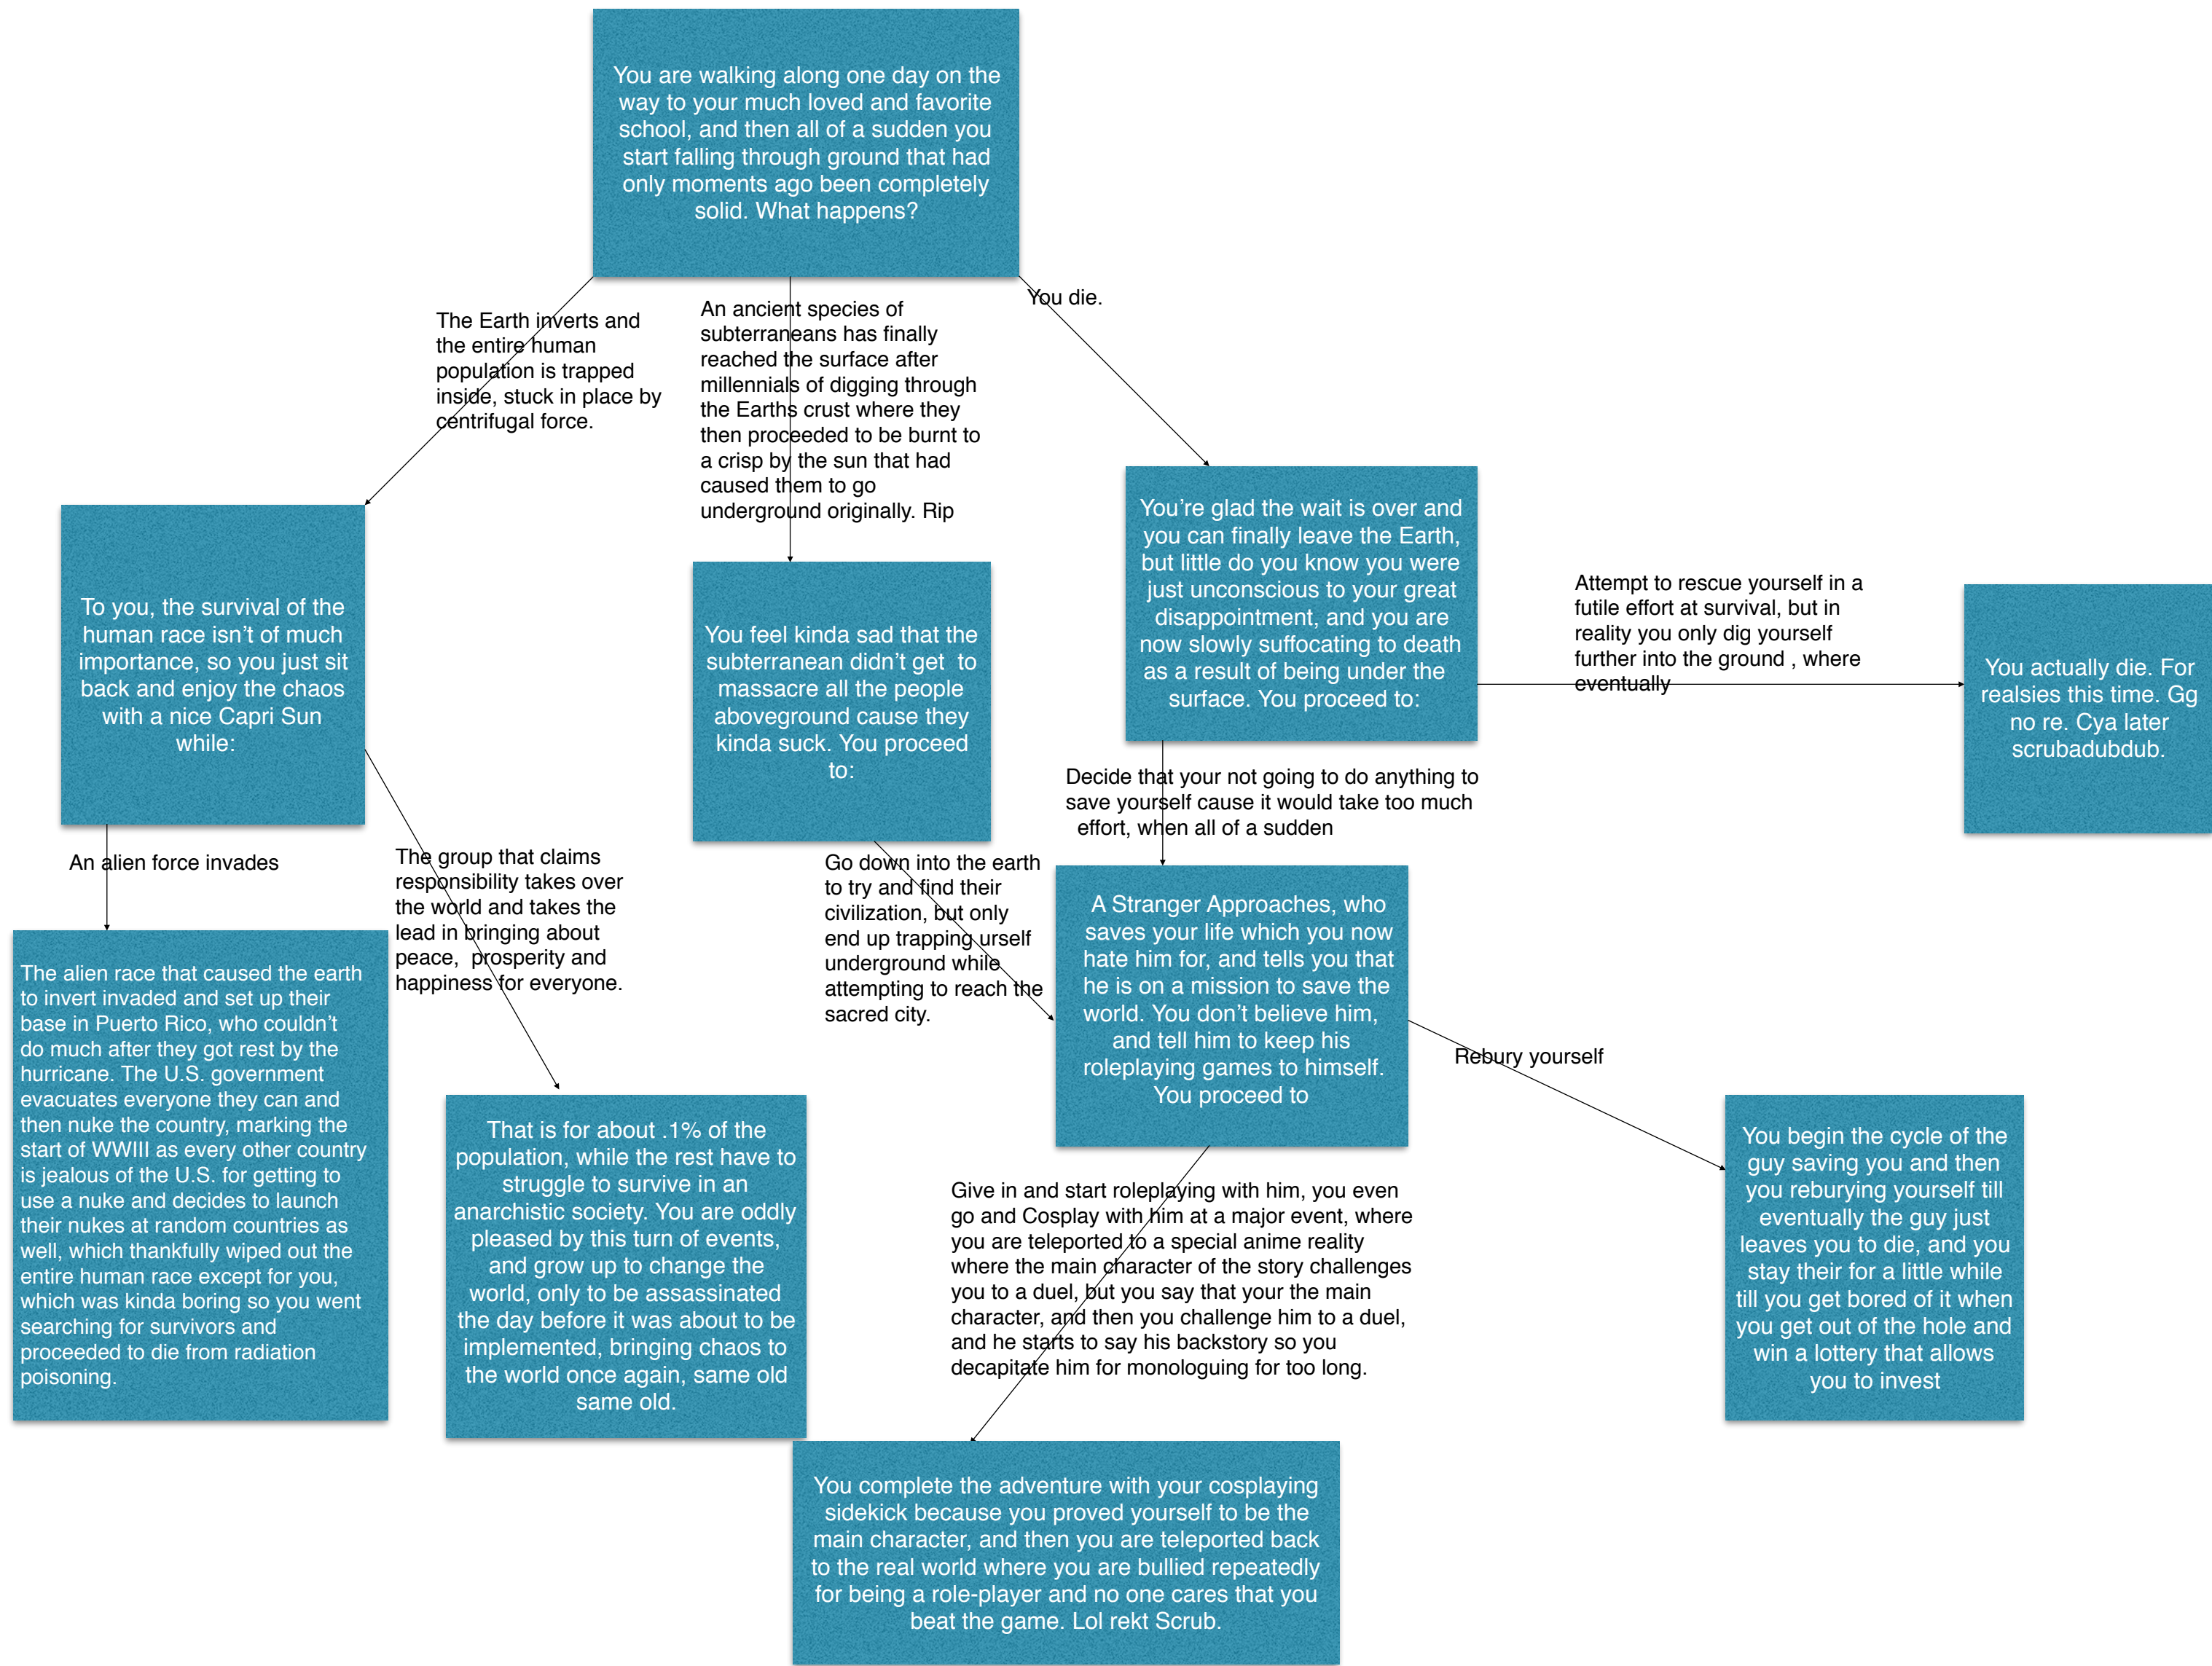 You are walking along one day on the
way to your much loved and favorite
school, and then all of a sudden you
start falling through ground that had
only moments ago been completely
solid. What happens?
The Earth inverts and
the entire human
population is trapped
inside, stuck in place by
centrifugal force.
An ancient species of
subterraneans has finally
reached the surface after
millennials of digging through
the Earths crust where they
then proceeded to be burnt to
a crisp by the sun that had
caused them to go
underground originally. Rip
You die.
To you, the survival of the
human race isn’t of much
importance, so you just sit
back and enjoy the chaos
with a nice Capri Sun
while:
You feel kinda sad that the
subterranean didn’t get  to
massacre all the people
aboveground cause they
kinda suck. You proceed
to:
You’re glad the wait is over and
you can finally leave the Earth,
but little do you know you were
just unconscious to your great
disappointment, and you are
now slowly suffocating to death
as a result of being under the
surface. You proceed to:
Attempt to rescue yourself in a
futile effort at survival, but in
reality you only dig yourself
further into the ground , where
eventually
You actually die. For
realsies this time. Gg
no re. Cya later
scrubadubdub.
An alien force invades
The group that claims
responsibility takes over
the world and takes the
lead in bringing about
peace,  prosperity and
happiness for everyone.
Go down into the earth
to try and find their
civilization, but only
end up trapping urself
underground while
attempting to reach the
sacred city.
Decide that your not going to do anything to
save yourself cause it would take too much
effort, when all of a sudden
The alien race that caused the earth
to invert invaded and set up their
base in Puerto Rico, who couldn’t
do much after they got rest by the
hurricane. The U.S. government
evacuates everyone they can and
then nuke the country, marking the
start of WWIII as every other country
is jealous of the U.S. for getting to
use a nuke and decides to launch
their nukes at random countries as
well, which thankfully wiped out the
entire human race except for you,
which was kinda boring so you went
searching for survivors and
proceeded to die from radiation
poisoning.
That is for about .1% of the
population, while the rest have to
struggle to survive in an
anarchistic society. You are oddly
pleased by this turn of events,
and grow up to change the
world, only to be assassinated
the day before it was about to be
implemented, bringing chaos to
the world once again, same old
same old.
A Stranger Approaches, who
saves your life which you now
hate him for, and tells you that
he is on a mission to save the
world. You don’t believe him,
and tell him to keep his
roleplaying games to himself.
You proceed to
Rebury yourself
You begin the cycle of the
guy saving you and then
you reburying yourself till
eventually the guy just
leaves you to die, and you
stay their for a little while
till you get bored of it when
you get out of the hole and
win a lottery that allows
you to invest
Give in and start roleplaying with him, you even
go and Cosplay with him at a major event, where
you are teleported to a special anime reality
where the main character of the story challenges
you to a duel, but you say that your the main
character, and then you challenge him to a duel,
and he starts to say his backstory so you
decapitate him for monologuing for too long.
You complete the adventure with your cosplaying
sidekick because you proved yourself to be the
main character, and then you are teleported back
to the real world where you are bullied repeatedly
for being a role-player and no one cares that you
beat the game. Lol rekt Scrub.